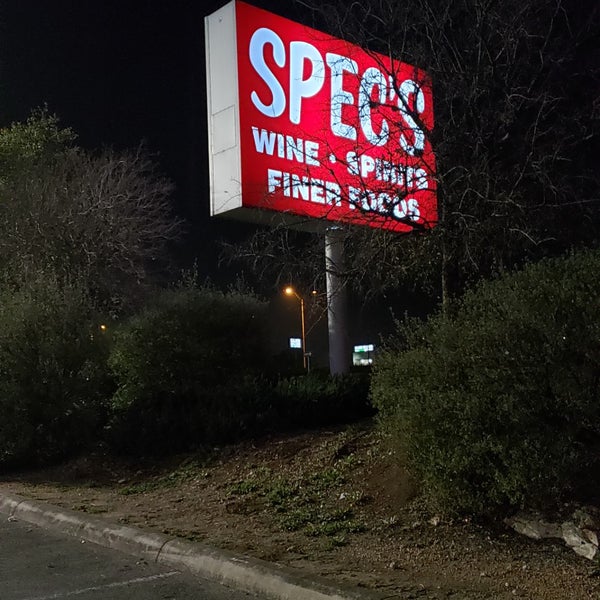 SPEC'S
WINE • SPIRITS
FINER FOODS